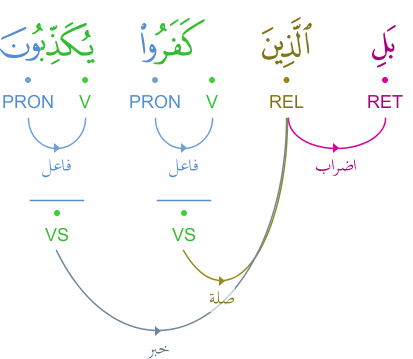 بَلِ ٱلَّذِينَ كَفَرُوا۟ يُكَذِّبُونَ
RET REL V PRON V PRON
اضراب فاعل فاعل
VS VS
صلة
خبر